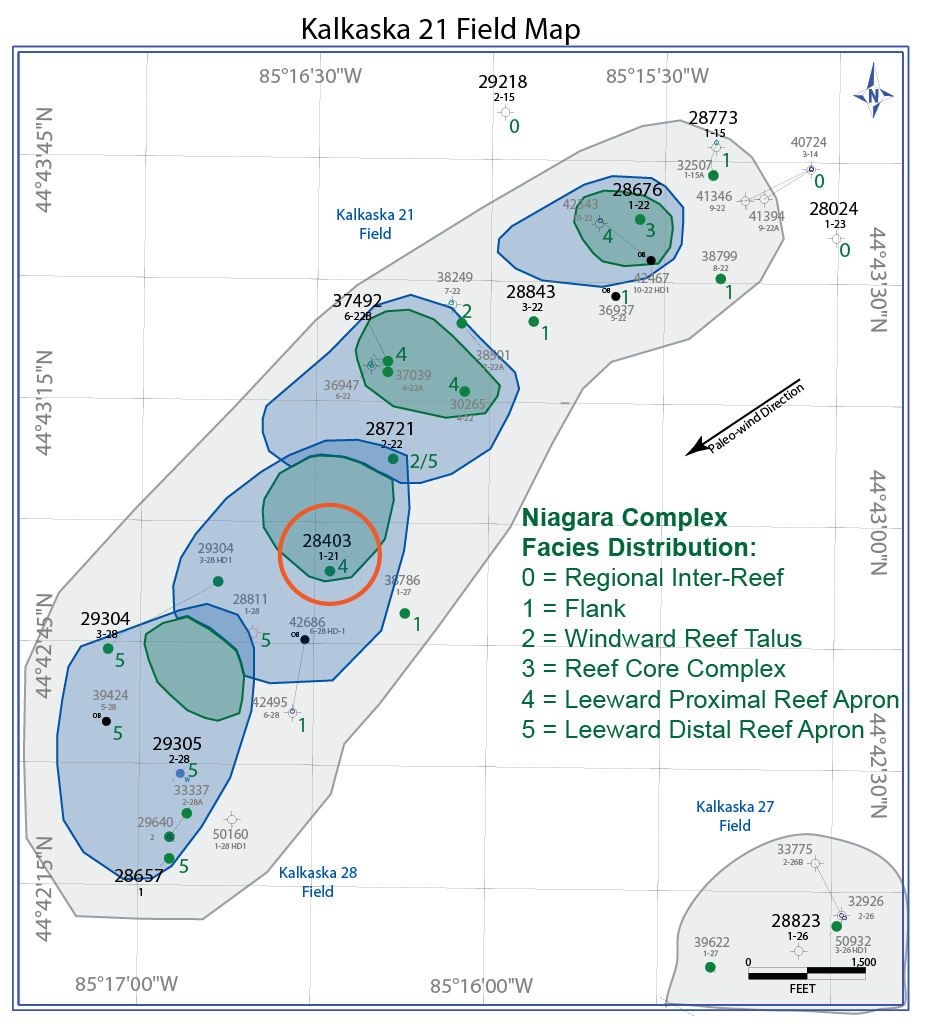 Kalkaska 21 Field Map
85°16'30"W
85°15'30"W
29218
2-15
0
44°43'45"N
28773
1-15
1
32507
1-15A
40724
3-14
0
41346
9-22
41394
9-22A
28024
1-23
0
Kalkaska 21
Field
42343
10-22
4
28676
1-22
3
OB
42467
10-22 HD1
38799
8-22
1
44°43'30"N
OB
1
36937
5-22
38249
7-22
2
28843
3-22
1
37492
6-22B
4
38501
7-22A
36947
6-22
37039
6-22A
4
30265
4-22
44°43'15"N
Paleo-wind Direction
28721
2-22
2/5
44°43'00"N
Niagara Complex
Facies Distribution:
0 = Regional Inter-Reef
1 = Flank
2 = Windward Reef Talus
3 = Reef Core Complex
4 = Leeward Proximal Reef Apron
5 = Leeward Distal Reef Apron
28403
1-21
4
29304
3-28 HD1
38786
1-27
1
28811
1-28
5
42686
6-28 HD-1
OB
29304
3-28
5
44°42'45"N
39424
5-28
OB
5
42495
6-28
1
29305
2-28
5
W
33337
2-28A
29640
2
50160
1-28 HD1
5
28657
1
44°42'30"N
44°42'15"N
Kalkaska 28
Field
Kalkaska 27
Field
33775
2-26B
32926
2-26
28823
1-26
50932
3-26 HD1
39622
1-27
0
1,500
FEET
85°17'00"W
85°16'00"W
N